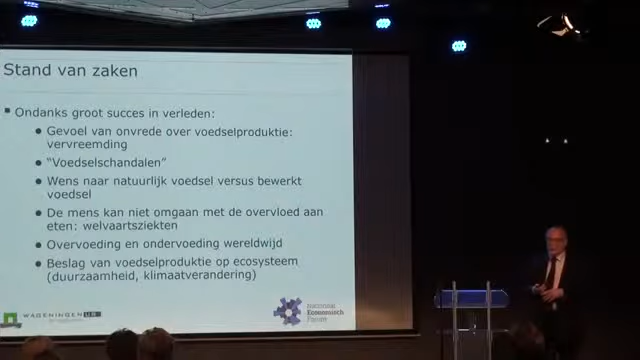 Stand van zaken
Ondanks groot succes in verleden:
Gevoel van onvrede over voedselproduktie:
vervreemding
"Voedselschandalen"
Wens naar natuurlijk voedsel versus bewerkt
voedsel
De mens kan niet omgaan met de overvloed aan
eten: welvaartsziekten
Overvoeding en ondervoeding wereldwijd
Beslag van voedselproduktie op ecosysteem
(duurzaamheid, klimaatverandering)
WAGENINGEN UR
Nationaal
Economisch
Forum